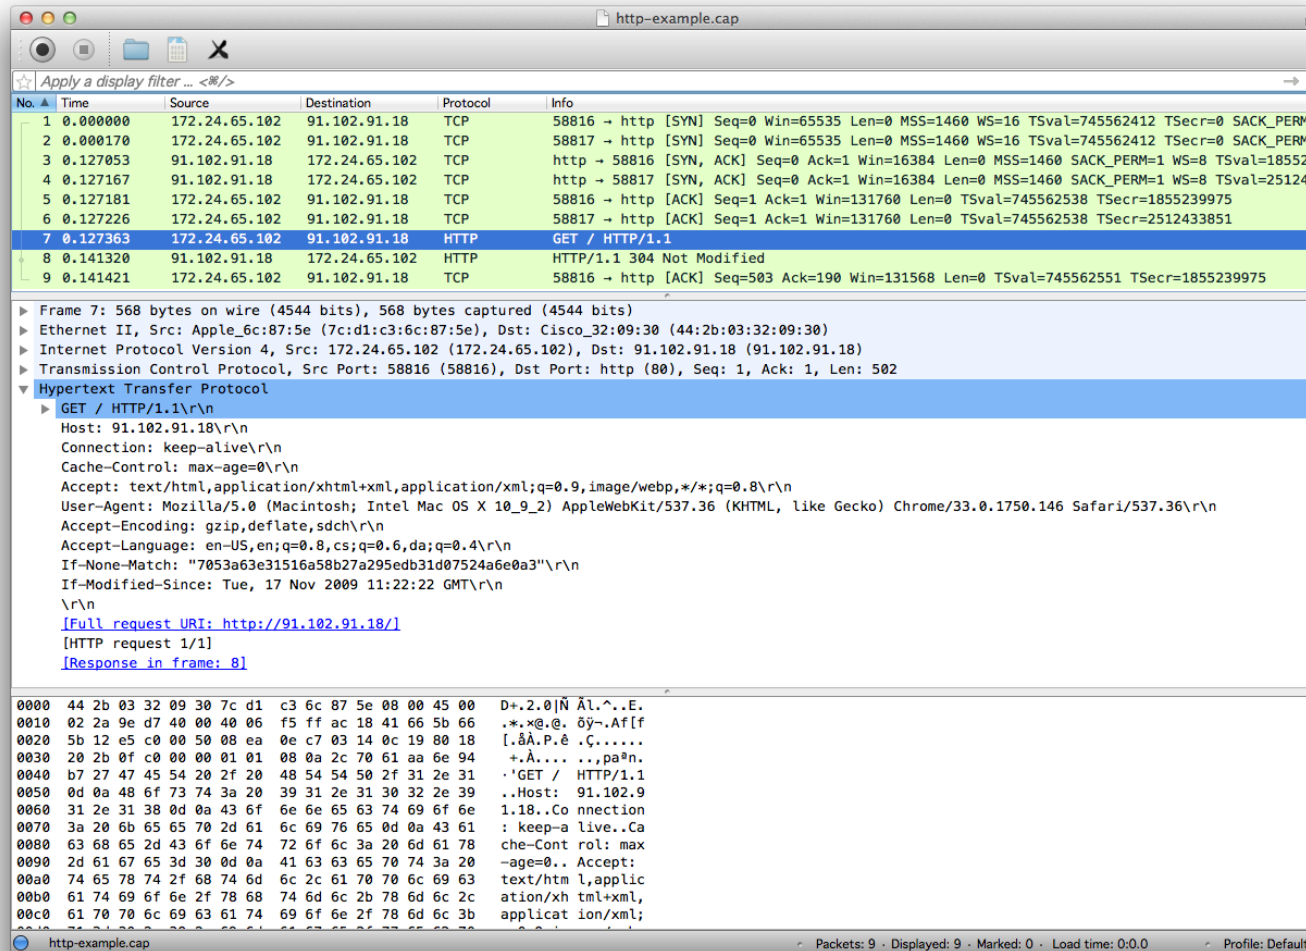 http-example.cap
Apply a display filter ... <⌘/>
No. Time Source Destination Protocol Info
1 0.000000 172.24.65.102 91.102.91.18 TCP 58816 → http [SYN] Seq=0 Win=65535 Len=0 MSS=1460 WS=16 TSval=745562412 TSecr=0 SACK_PERM
2 0.000170 172.24.65.102 91.102.91.18 TCP 58817 → http [SYN] Seq=0 Win=65535 Len=0 MSS=1460 WS=16 TSval=745562412 TSecr=0 SACK_PERM
3 0.127053 91.102.91.18 172.24.65.102 TCP http → 58816 [SYN, ACK] Seq=0 Ack=1 Win=16384 Len=0 MSS=1460 SACK_PERM=1 WS=8 TSval=18552
4 0.127167 91.102.91.18 172.24.65.102 TCP http → 58817 [SYN, ACK] Seq=0 Ack=1 Win=16384 Len=0 MSS=1460 SACK_PERM=1 WS=8 TSval=25124
5 0.127181 172.24.65.102 91.102.91.18 TCP 58816 → http [ACK] Seq=1 Ack=1 Win=131760 Len=0 TSval=745562538 TSecr=1855239975
6 0.127226 172.24.65.102 91.102.91.18 TCP 58817 → http [ACK] Seq=1 Ack=1 Win=131760 Len=0 TSval=745562538 TSecr=2512433851
7 0.127363 172.24.65.102 91.102.91.18 HTTP GET / HTTP/1.1
8 0.141320 91.102.91.18 172.24.65.102 HTTP HTTP/1.1 304 Not Modified
9 0.141421 172.24.65.102 91.102.91.18 TCP 58816 → http [ACK] Seq=503 Ack=190 Win=131568 Len=0 TSval=745562551 TSecr=1855239975
Frame 7: 568 bytes on wire (4544 bits), 568 bytes captured (4544 bits)
Ethernet II, Src: Apple_6c:87:5e (7c:d1:c3:6c:87:5e), Dst: Cisco_32:09:30 (44:2b:03:32:09:30)
Internet Protocol Version 4, Src: 172.24.65.102 (172.24.65.102), Dst: 91.102.91.18 (91.102.91.18)
Transmission Control Protocol, Src Port: 58816 (58816), Dst Port: http (80), Seq: 1, Ack: 1, Len: 502
Hypertext Transfer Protocol
GET / HTTP/1.1\r\n
Host: 91.102.91.18\r\n
Connection: keep-alive\r\n
Cache-Control: max-age=0\r\n
Accept: text/html,application/xhtml+xml,application/xml;q=0.9,image/webp,*/*;q=0.8\r\n
User-Agent: Mozilla/5.0 (Macintosh; Intel Mac OS X 10_9_2) AppleWebKit/537.36 (KHTML, like Gecko) Chrome/33.0.1750.146 Safari/537.36\r\n
Accept-Encoding: gzip,deflate,sdch\r\n
Accept-Language: en-US,en;q=0.8,cs;q=0.6,da;q=0.4\r\n
If-None-Match: "7053a63e31516a58b27a295edb31d07524a6e0a3"\r\n
If-Modified-Since: Tue, 17 Nov 2009 11:22:22 GMT\r\n
\r\n
[Full request URI: http://91.102.91.18/]
[HTTP request 1/1]
[Response in frame: 8]
0000 44 2b 03 32 09 30 7c d1 c3 6c 87 5e 08 00 45 00 D+.2.0|Ñ Ãl.^..E.
0010 02 2a 9e d7 40 00 40 06 f5 ff ac 18 41 66 5b 66 .*.×@.@. õÿ¬.Af[f
0020 5b 12 e5 c0 00 50 08 ea 0e c7 03 14 0c 19 80 18 [.åÀ.P.ê .Ç......
0030 20 2b 0f c0 00 00 01 01 08 0a 2c 70 61 aa 6e 94 +.À.... ..,paªn.
0040 b7 27 47 45 54 20 2f 20 48 54 54 50 2f 31 2e 31 ·'GET / HTTP/1.1
0050 0d 0a 48 6f 73 74 3a 20 39 31 2e 31 30 32 2e 39 ..Host: 91.102.9
0060 31 2e 31 38 0d 0a 43 6f 6e 6e 65 63 74 69 6f 6e 1.18..Co nnection
0070 3a 20 6b 65 65 70 2d 61 6c 69 76 65 0d 0a 43 61 : keep-a live..Ca
0080 63 68 65 2d 43 6f 6e 74 72 6f 6c 3a 20 6d 61 78 che-Cont rol: max
0090 2d 61 67 65 3d 30 0d 0a 41 63 63 65 70 74 3a 20 -age=0.. Accept:
00a0 74 65 78 74 2f 68 74 6d 6c 2c 61 70 70 6c 69 63 text/htm l,applic
00b0 61 74 69 6f 6e 2f 78 68 74 6d 6c 2b 78 6d 6c 2c ation/xh tml+xml,
00c0 61 70 70 6c 69 63 61 74 69 6f 6e 2f 78 6d 6c 3b applicat ion/xml;
http-example.cap Packets: 9 · Displayed: 9 · Marked: 0 · Load time: 0:0.0 Profile: Default